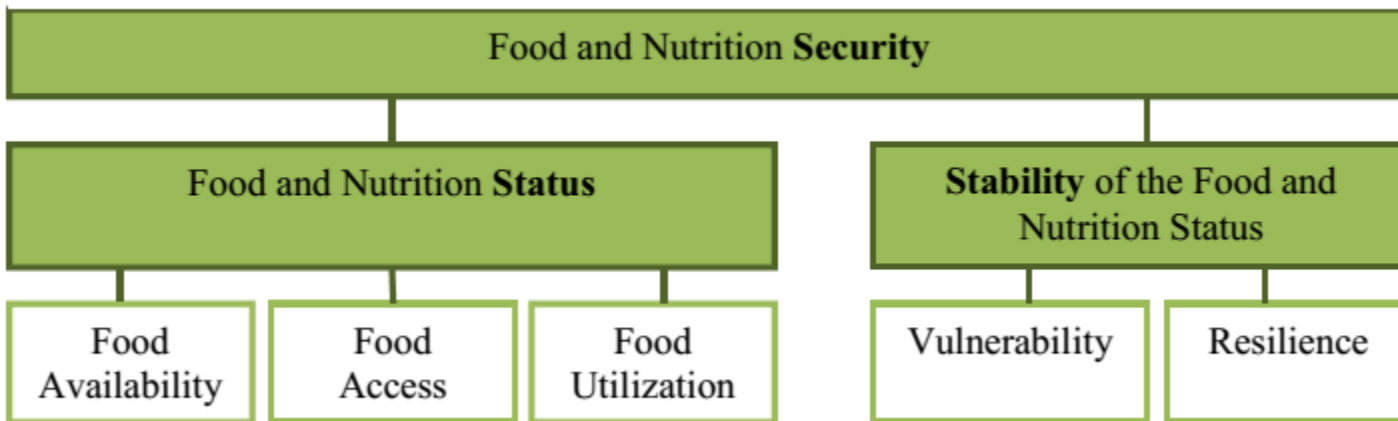 Food and Nutrition Security
Food and Nutrition Status
Stability of the Food and
Nutrition Status
Food
Availability
Food
Access
Food
Utilization
Vulnerability
Resilience